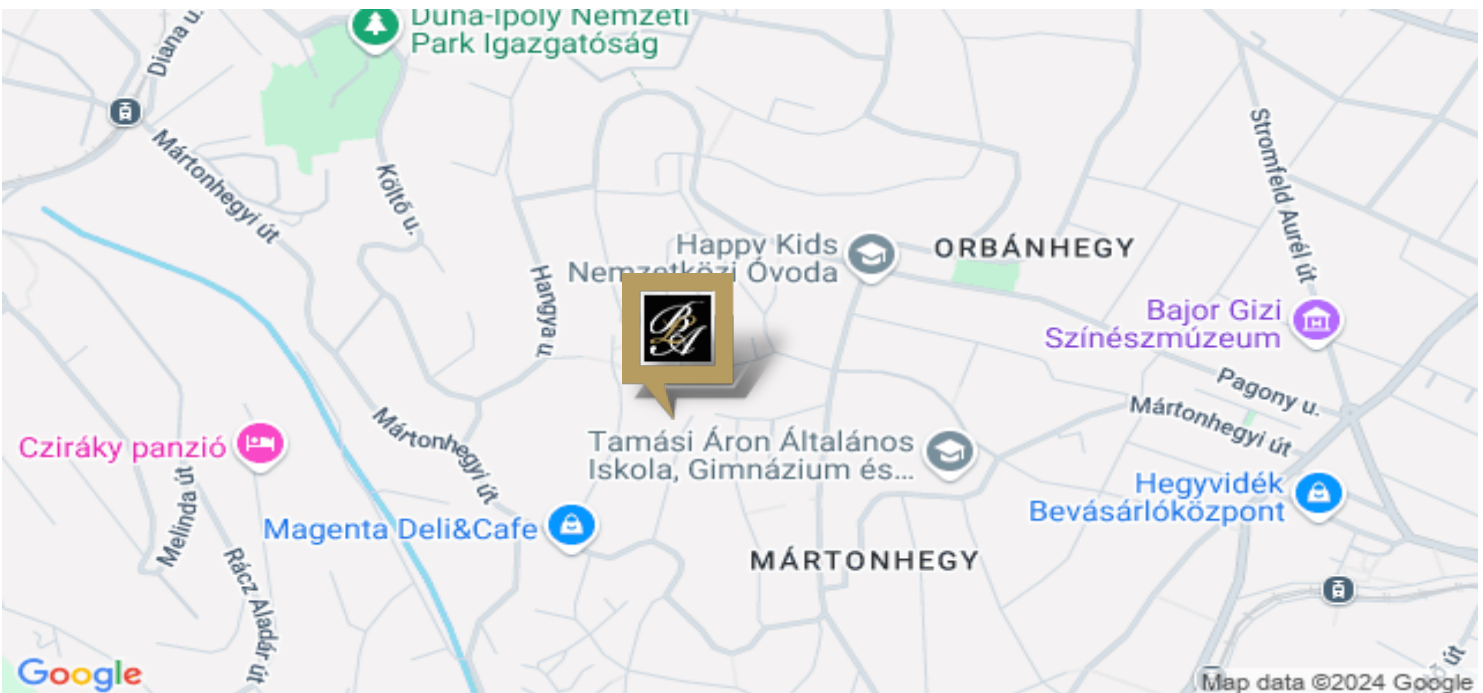 Duna-Ipoly Nemzeti
Park Igazgatóság
Diana u.
Mártonhegyi út
Költő u.
Stromfeld Aurél út
Happy Kids
Nemzetközi Óvoda
ORBÁNHEGY
Hangya u.
Bajor Gizi
Színészmúzeum
BLA
Pagony u.
Mártonhegyi út
Mártonhegyi út
Cziráky panzió
Tamási Áron Általános
Iskola, Gimnázium és...
Melinda út
Hegyvidék
Bevásárlóközpont
Magenta Deli&Cafe
MÁRTONHEGY
Rácz Aladár út
Google
út
Map data ©2024 Google